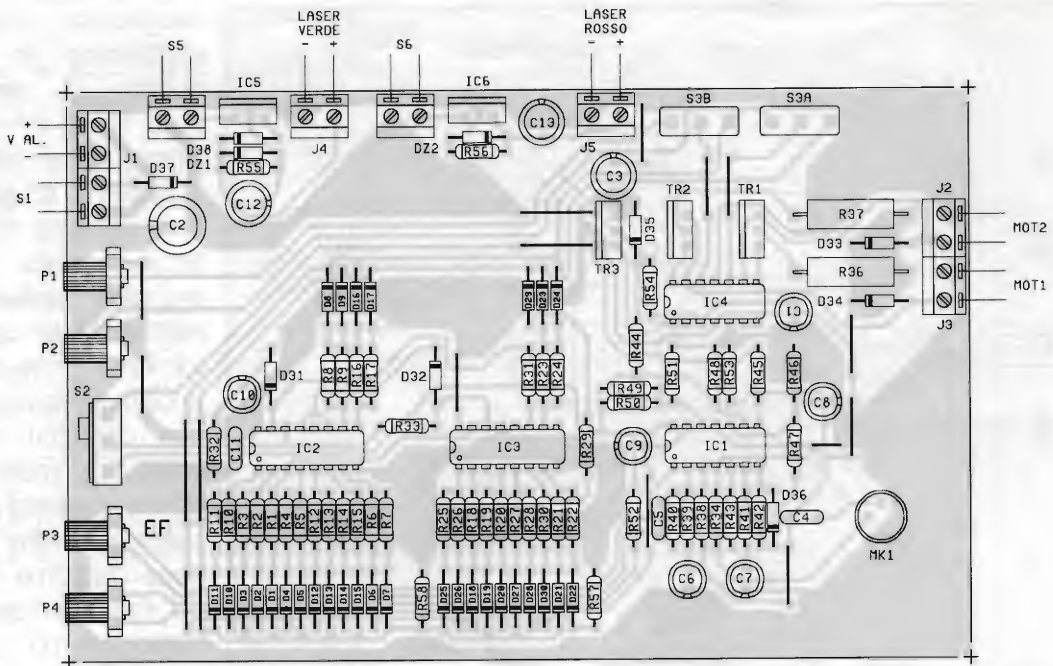 LASER VERDE
- +
LASER ROSSO
- +
S5
IC5
S6
IC6
S3B
S3A
+
V AL.
-
S1
J1
D37
C2
D38
DZ1
R55
C12
J4
DZ2
R56
C13
J5
C3
TR2
TR1
TR3
D35
R37
D33
R36
D34
J2
MOT2
MOT1
J3
P1
P2
S2
P3
P4
EF
D8 D9 D16 D17
D29 D23 D24
R54
IC4
C1
R44
D31
R8 R9 R16 R17
D32
R31 R23 R24
R51 R48 R53 R45 R46
R49
R50
C10
C8
R32
C11
IC2
R33
IC3
R29
C9
IC1
R47
R11 R10 R3 R2 R1 R4 R5 R12 R13 R14 R15 R6 R7
R25 R26 R18 R19 R20 R27 R28 R30 R21 R22
R52
C5
R40 R39 R38 R34 R43 R41 R42
D36
C4
MK1
C6
C7
D11 D10 D3 D2 D1 D4 D5 D12 D13 D14 D15 D6 D7
R58
D25 D26 D18 D19 D20 D27 D28 D30 D21 D22
R57